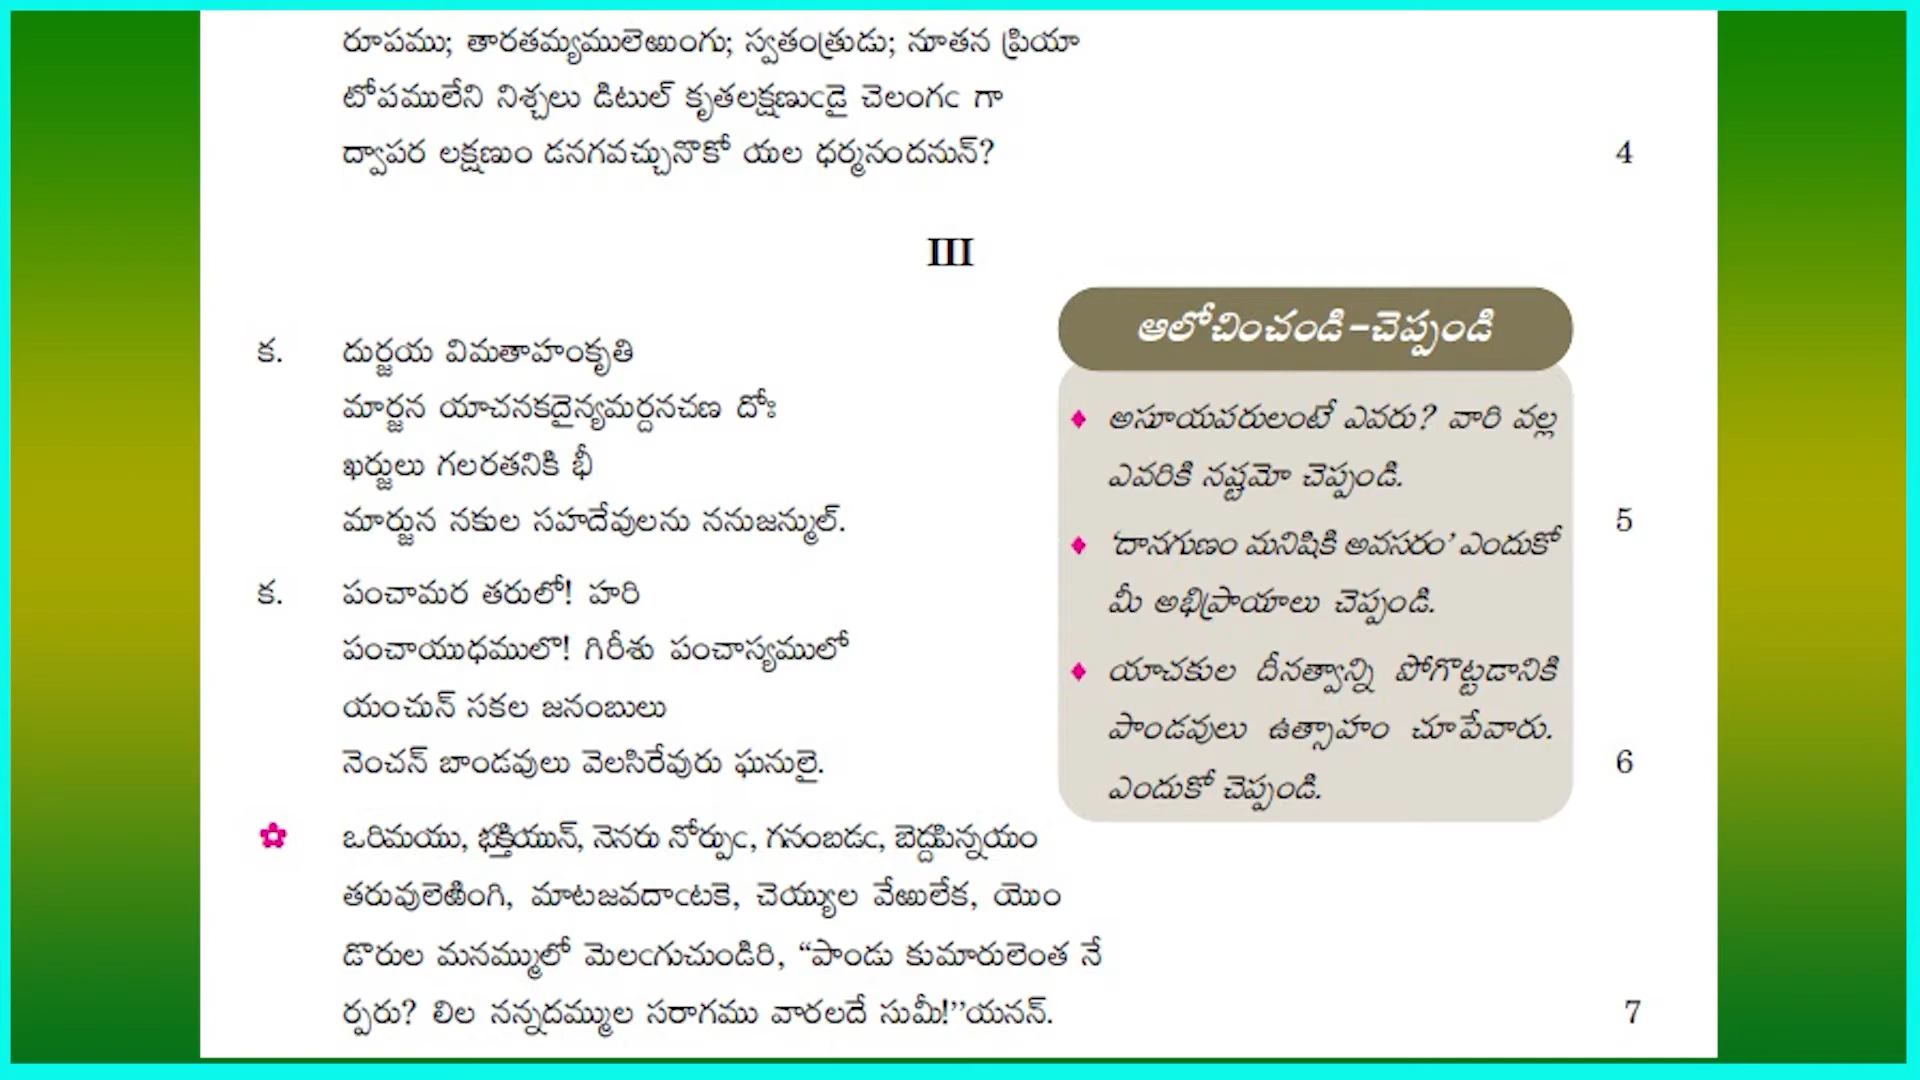 రూపము; తారతమ్యములెఱుంగు; స్వతంత్రుడు; నూతన ప్రియా
టోపములేని నిశ్చలు డిటుల్ కృతలక్షణుఁడై చెలంగఁ గా
ద్వాపర లక్షణుం డనగవచ్చునొకో యల ధర్మనందనున్? 4
III
క. దుర్జయ విమతాహంకృతి
మార్జన యాచనకదైన్యమర్దనచణ దోః
ఖర్జులు గలరతనికి భీ
మార్జున నకుల సహదేవులను ననుజన్ముల్. 5
క. పంచామర తరులో! హరి
పంచాయుధములొ! గిరీశు పంచాస్యములో
యంచున్ సకల జనంబులు
నెంచన్ బాండవులు వెలసిరేవురు ఘనులై. 6
ఆలోచించండి-చెప్పండి
♦ అసూయపరులంటే ఎవరు? వారి వల్ల
ఎవరికి నష్టమో చెప్పండి.
♦ ‘దానగుణం మనిషికి అవసరం’ ఎందుకో
మీ అభిప్రాయాలు చెప్పండి.
♦ యాచకుల దీనత్వాన్ని పోగొట్టడానికి
పాండవులు ఉత్సాహం చూపేవారు.
ఎందుకో చెప్పండి.
ఒరిమయు, భక్తియున్, నెనరు నోర్పుఁ, గనంబడఁ, బెద్దపిన్నయం
తరువులెఱింగి, మాటజవదాఁటకె, చెయ్యుల వేఱులేక, యొం
డొరుల మనమ్ములో మెలఁగుచుండిరి, “పాండు కుమారులెంత నే
ర్పరు? లిల నన్నదమ్ముల సరాగము వారలదే సుమీ!’’యనన్. 7